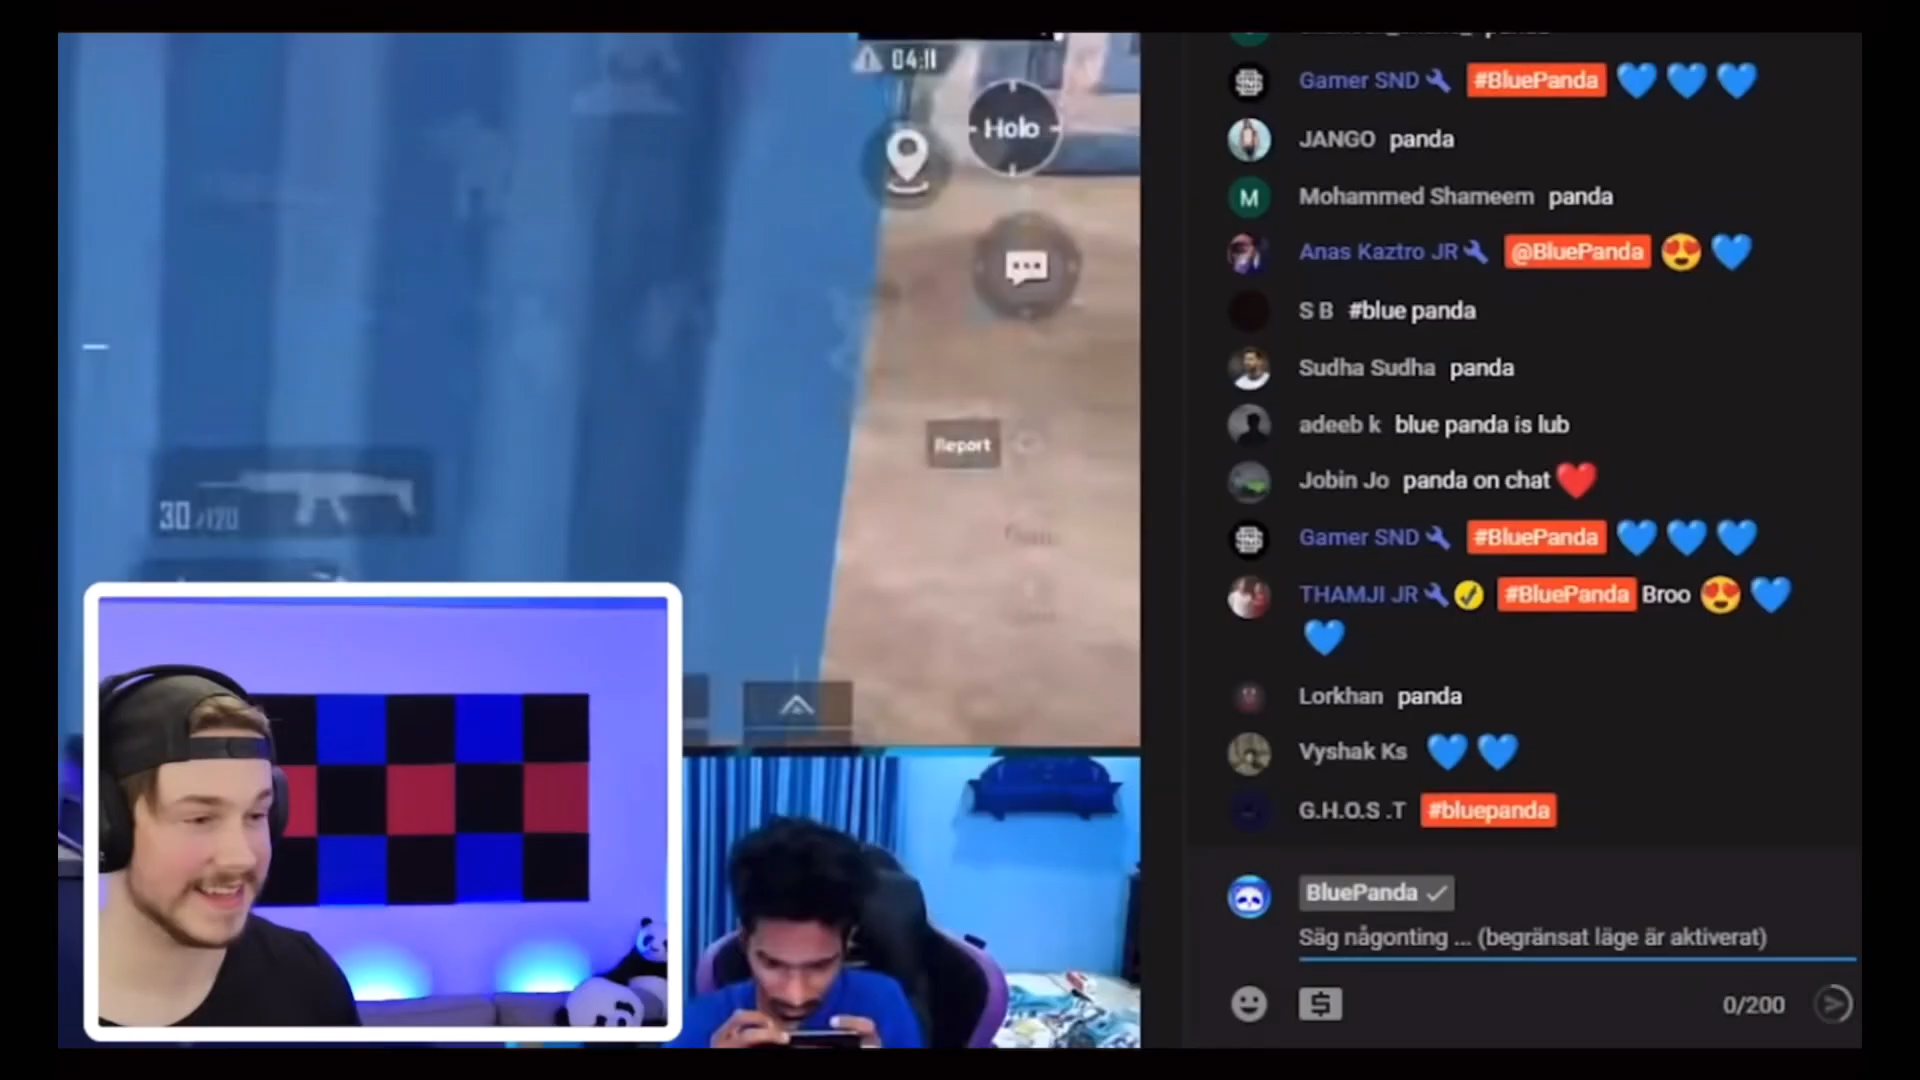 04:11
Holo
Report
30/120
Gamer SND #BluePanda 💙 💙 💙
JANGO panda
M Mohammed Shameem panda
Anas Kaztro JR @BluePanda 😍 💙
S B #blue panda
Sudha Sudha panda
adeeb k blue panda is lub
Jobin Jo panda on chat ❤️
Gamer SND #BluePanda 💙 💙 💙
THAMJI JR #BluePanda Broo 😍 💙
💙
Lorkhan panda
Vyshak Ks 💙 💙
G.H.O.S .T #bluepanda
BluePanda
Säg någonting ... (begränsat läge är aktiverat)
0/200